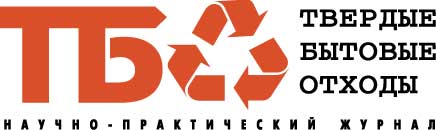 ТБО
ТВЕРДЫЕ
БЫТОВЫЕ
ОТХОДЫ
НАУЧНО-ПРАКТИЧЕСКИЙ ЖУРНАЛ